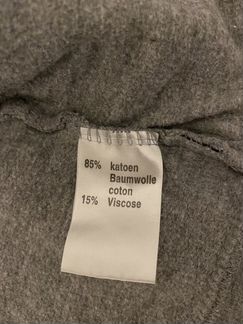 85% katoen
Baumwolle
coton
15% Viscose